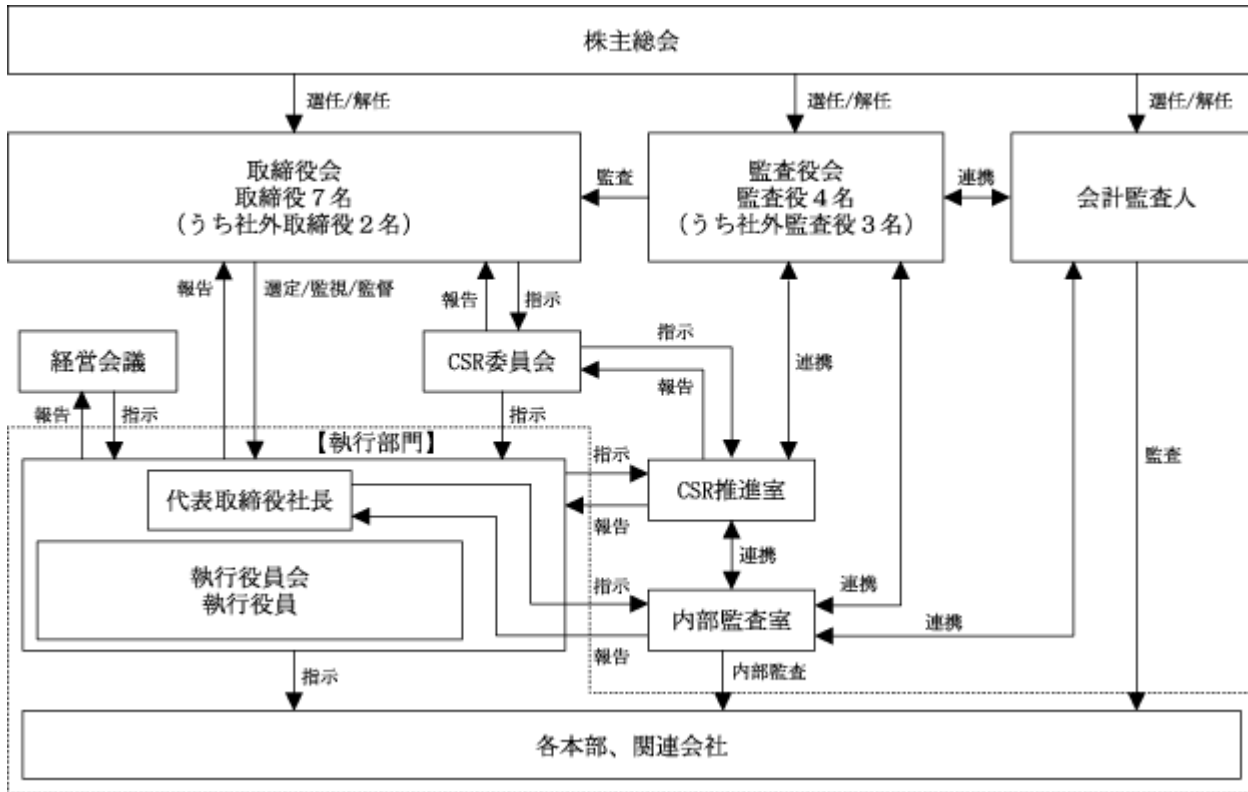 株主総会
選任/解任
選任/解任
選任/解任
取締役会
取締役7名
(うち社外取締役2名)
監査
監査役会
監査役4名
(うち社外監査役3名)
連携
会計監査人
報告
選定/監視/監督
報告
指示
経営会議
CSR委員会
指示
報告
連携
報告
指示
指示
【執行部門】
指示
監査
代表取締役社長
CSR推進室
報告
連携
執行役員会
執行役員
指示
連携
内部監査室
連携
報告
指示
内部監査
各本部、関連会社